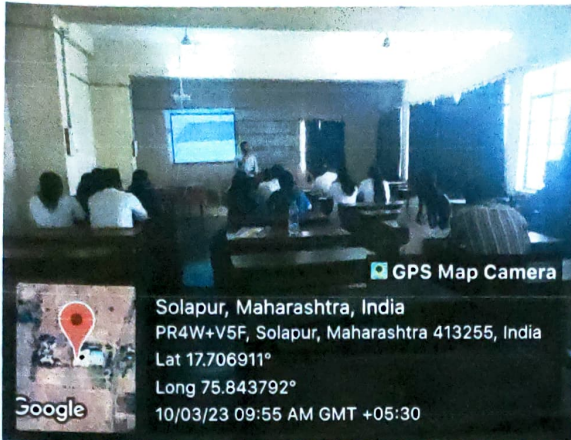 GPS Map Camera
Solapur, Maharashtra, India
PR4W+V5F, Solapur, Maharashtra 413255, India
Lat 17.706911°
Long 75.843792°
10/03/23 09:55 AM GMT +05:30
Google